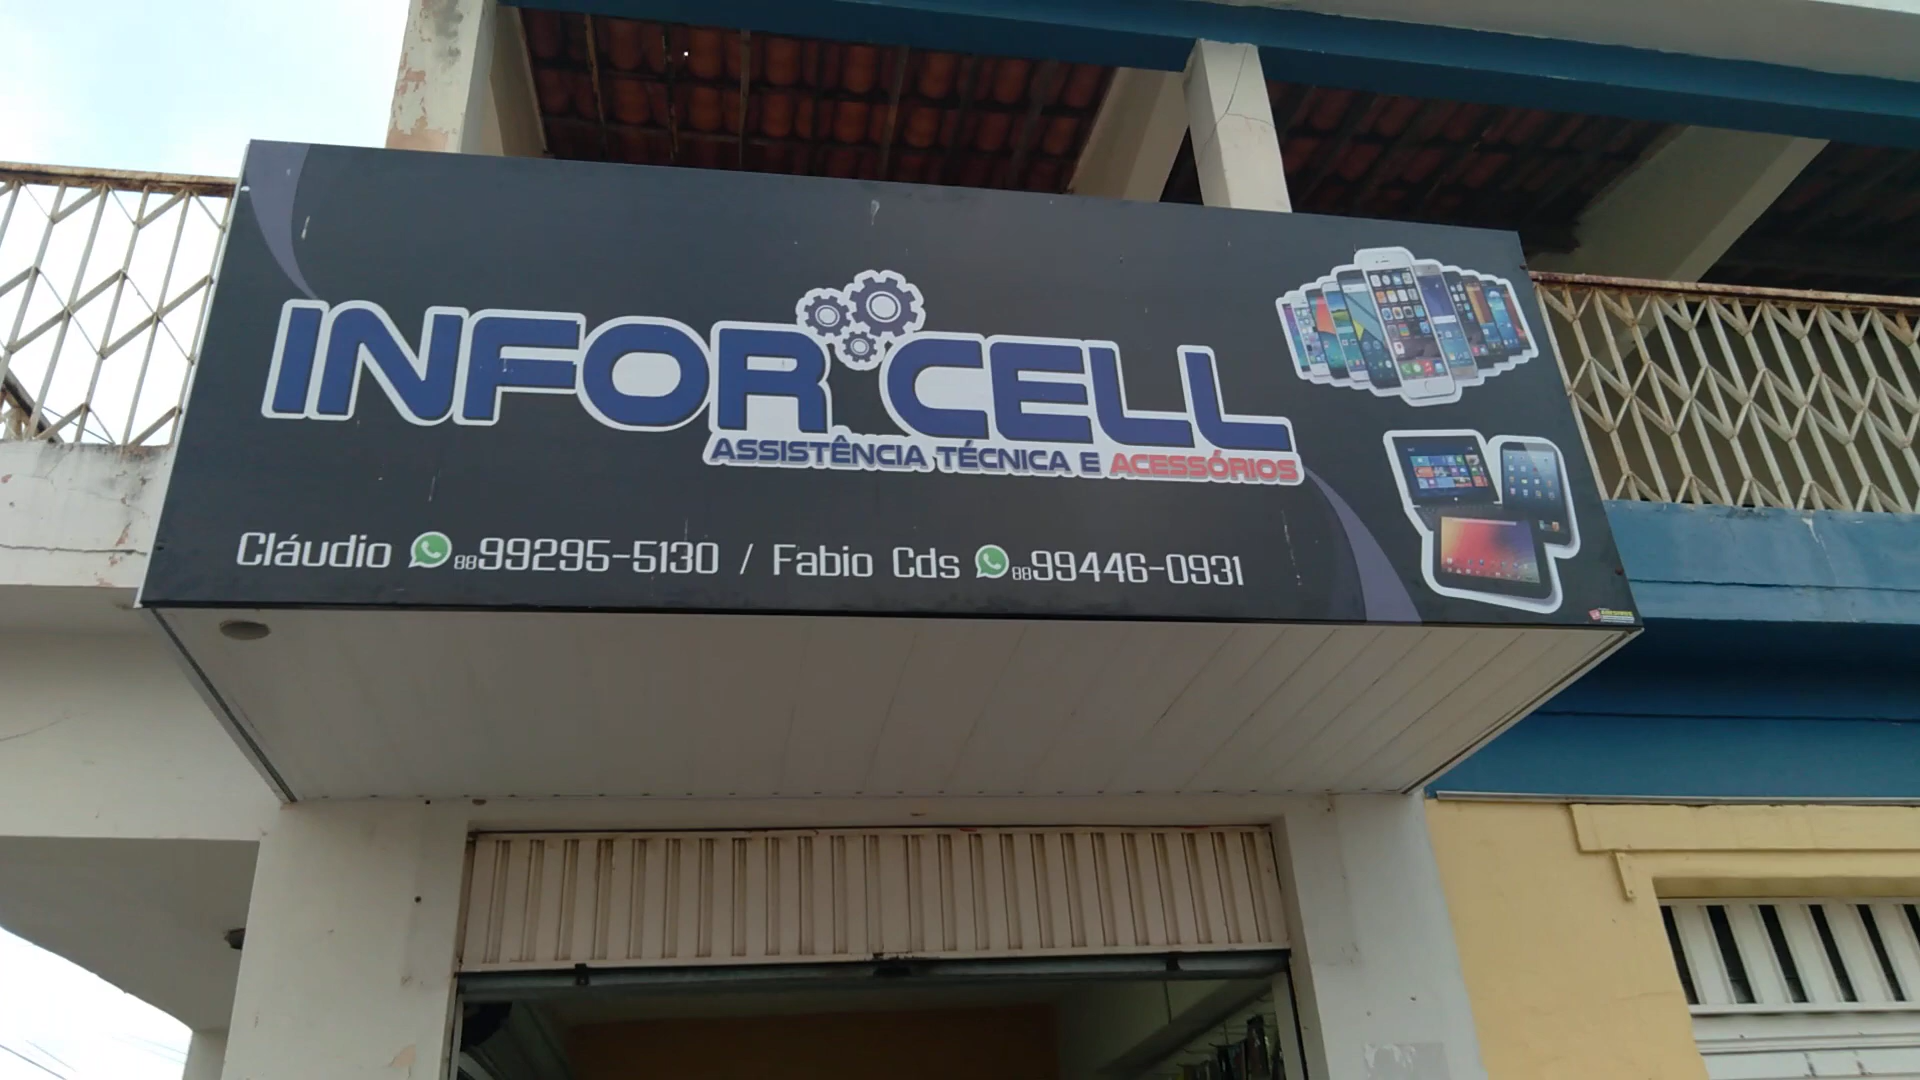 INFOR CELL
ASSISTÊNCIA TÉCNICA E ACESSÓRIOS
Cláudio 88 99295-5130 / Fabio Cds 88 99446-0931